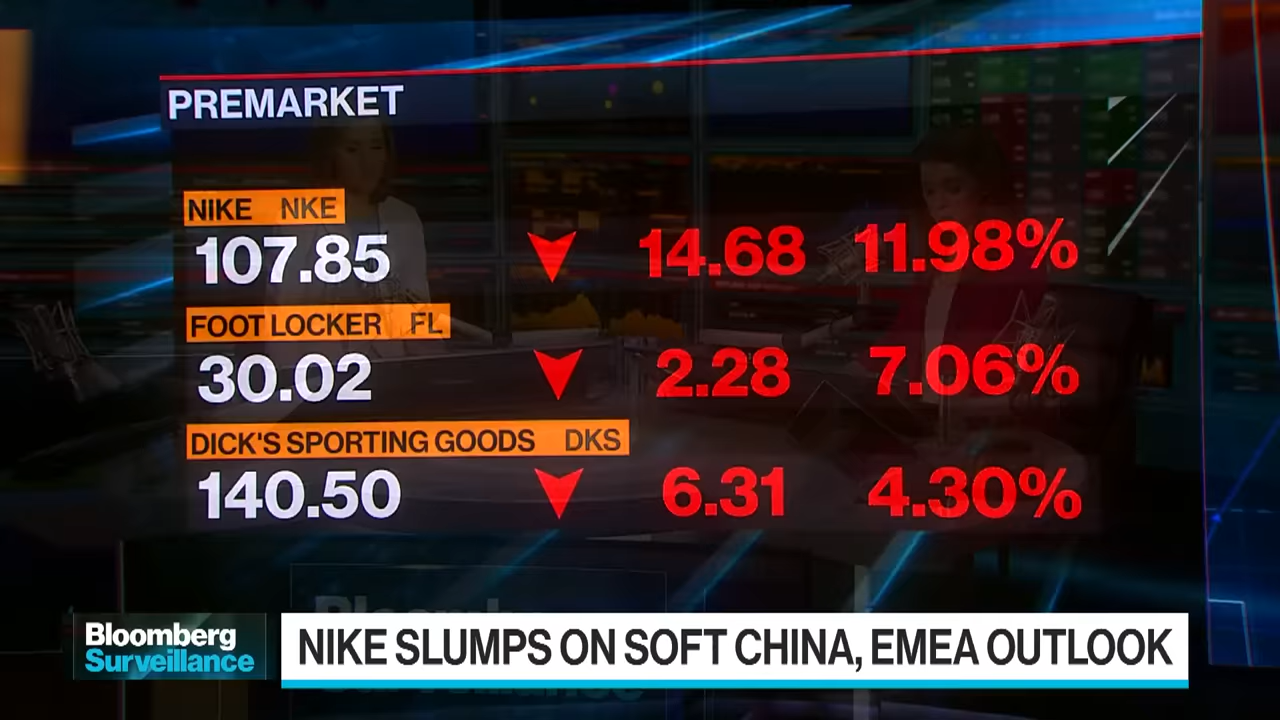 PREMARKET
NIKE NKE
107.85 14.68 11.98%
FOOT LOCKER FL
30.02 2.28 7.06%
DICK'S SPORTING GOODS DKS
140.50 6.31 4.30%
Bloomberg
Surveillance
NIKE SLUMPS ON SOFT CHINA, EMEA OUTLOOK